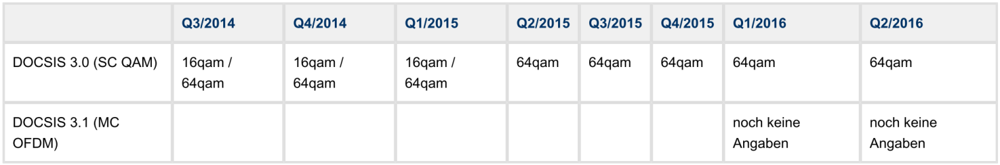 Q3/2014 Q4/2014 Q1/2015 Q2/2015 Q3/2015 Q4/2015 Q1/2016 Q2/2016
DOCSIS 3.0 (SC QAM) 16qam / 16qam / 16qam / 64qam 64qam 64qam 64qam 64qam
64qam 64qam 64qam
DOCSIS 3.1 (MC noch keine noch keine
OFDM) Angaben Angaben